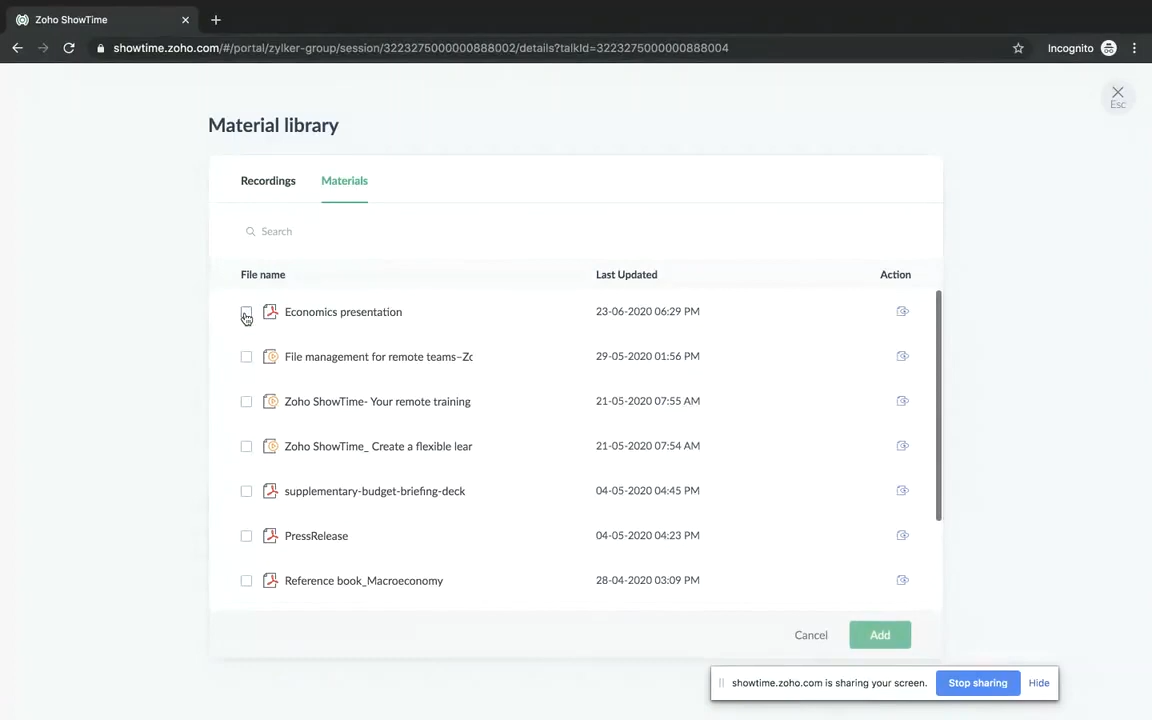 Zoho ShowTime
showtime.zoho.com/#/portal/zylker-group/session/3223275000000888002/details?talkId=3223275000000888004
Incognito
Esc
Material library
Recordings Materials
Search
File name Last Updated Action
Economics presentation 23-06-2020 06:29 PM
File management for remote teams–Zc 29-05-2020 01:56 PM
Zoho ShowTime- Your remote training 21-05-2020 07:55 AM
Zoho ShowTime_ Create a flexible lear 21-05-2020 07:54 AM
supplementary-budget-briefing-deck 04-05-2020 04:45 PM
PressRelease 04-05-2020 04:23 PM
Reference book_Macroeconomy 28-04-2020 03:09 PM
Cancel Add
showtime.zoho.com is sharing your screen. Stop sharing Hide